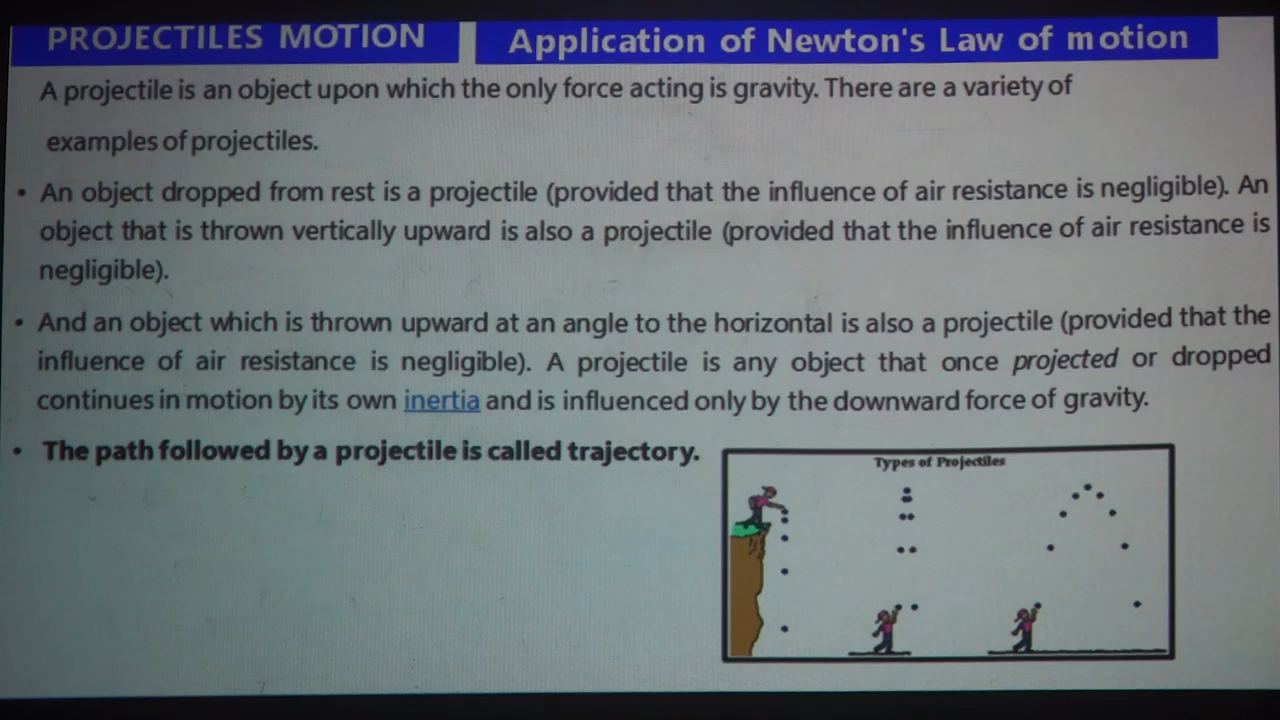 PROJECTILES MOTION
Application of Newton's Law of motion
A projectile is an object upon which the only force acting is gravity. There are a variety of
examples of projectiles.
• An object dropped from rest is a projectile (provided that the influence of air resistance is negligible). An
object that is thrown vertically upward is also a projectile (provided that the influence of air resistance is
negligible).
• And an object which is thrown upward at an angle to the horizontal is also a projectile (provided that the
influence of air resistance is negligible). A projectile is any object that once projected or dropped
continues in motion by its own inertia and is influenced only by the downward force of gravity.
• The path followed by a projectile is called trajectory.
Types of Projectiles